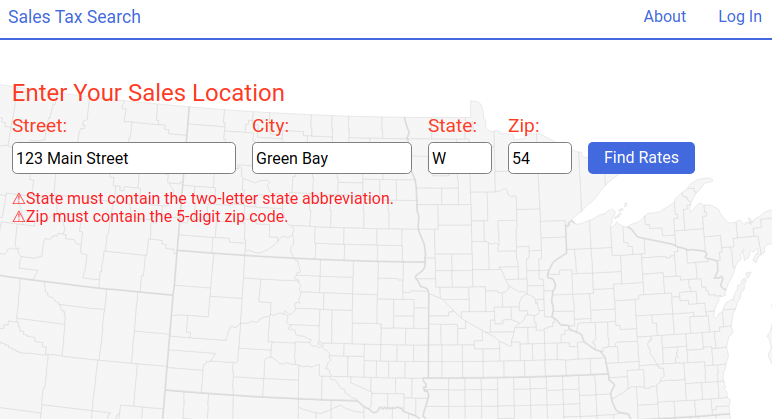 Sales Tax Search About Log In
Enter Your Sales Location
Street: City: State: Zip:
123 Main Street Green Bay W 54 Find Rates
⚠State must contain the two-letter state abbreviation.
⚠Zip must contain the 5-digit zip code.